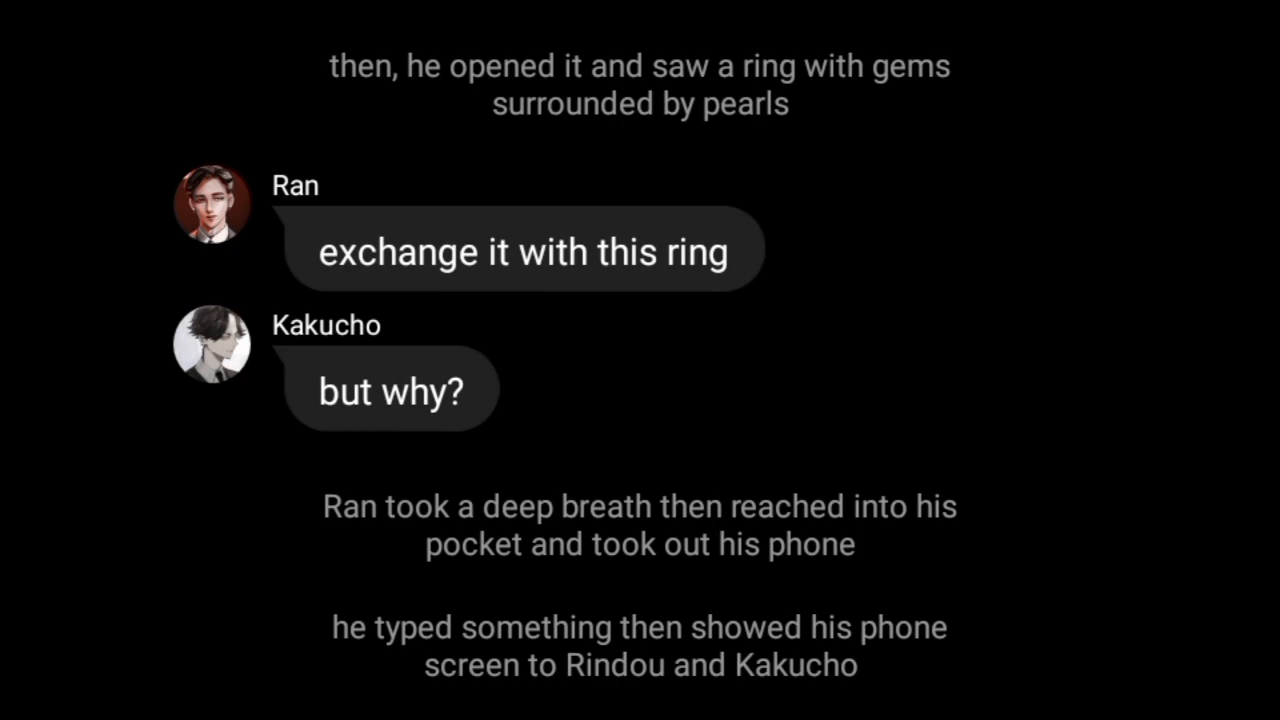 then, he opened it and saw a ring with gems
surrounded by pearls
Ran
exchange it with this ring
Kakucho
but why?
Ran took a deep breath then reached into his
pocket and took out his phone
he typed something then showed his phone
screen to Rindou and Kakucho